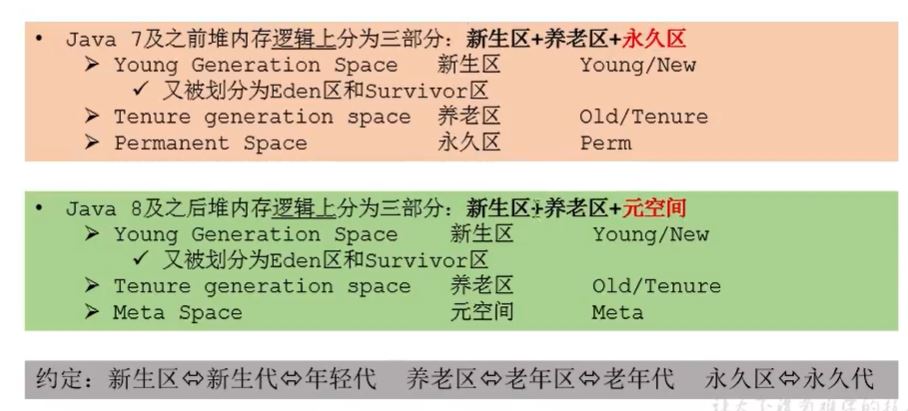 • Java 7及之前堆内存逻辑上分为三部分：新生区+养老区+永久区
➢ Young Generation Space 新生区 Young/New
✓ 又被划分为Eden区和Survivor区
➢ Tenure generation space 养老区 Old/Tenure
➢ Permanent Space 永久区 Perm
• Java 8及之后堆内存逻辑上分为三部分：新生区+养老区+元空间
➢ Young Generation Space 新生区 Young/New
✓ 又被划分为Eden区和Survivor区
➢ Tenure generation space 养老区 Old/Tenure
➢ Meta Space 元空间 Meta
约定：新生区⇔新生代⇔年轻代 养老区⇔老年区⇔老年代 永久区⇔永久代